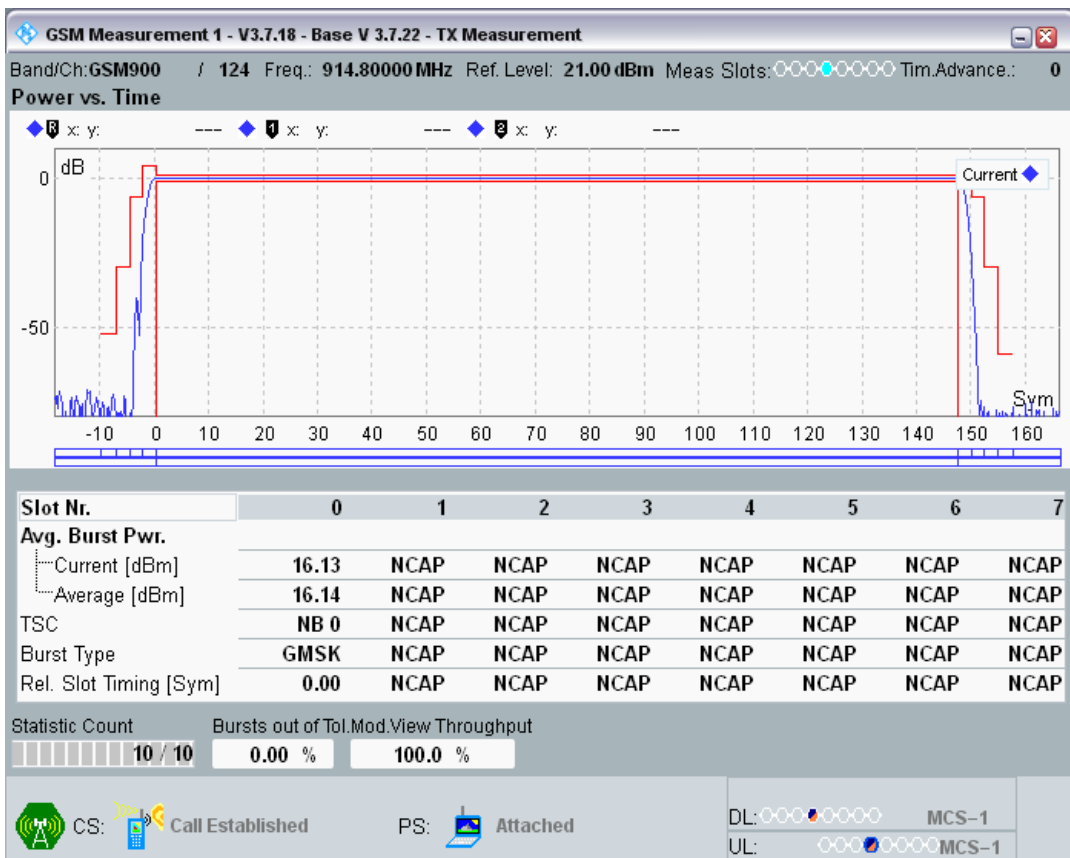 GSM Measurement 1 - V3.7.18 - Base V 3.7.22 - TX Measurement
Band/Ch:GSM900 / 124 Freq.: 914.80000 MHz Ref. Level: 21.00 dBm Meas Slots: Tim.Advance.: 0
Power vs. Time
R x: y: --- 1 x: y: --- 2 x: y: ---
dB
Current
0
-50
Sym
-10 0 10 20 30 40 50 60 70 80 90 100 110 120 130 140 150 160
Slot Nr. 0 1 2 3 4 5 6 7
Avg. Burst Pwr.
Current [dBm] 16.13 NCAP NCAP NCAP NCAP NCAP NCAP NCAP
Average [dBm] 16.14 NCAP NCAP NCAP NCAP NCAP NCAP NCAP
TSC NB 0 NCAP NCAP NCAP NCAP NCAP NCAP NCAP
Burst Type GMSK NCAP NCAP NCAP NCAP NCAP NCAP NCAP
Rel. Slot Timing [Sym] 0.00 NCAP NCAP NCAP NCAP NCAP NCAP NCAP
Statistic Count Bursts out of Tol.Mod.View Throughput
10 / 10 0.00 % 100.0 %
CS: Call Established PS: Attached DL: MCS-1
UL: MCS-1